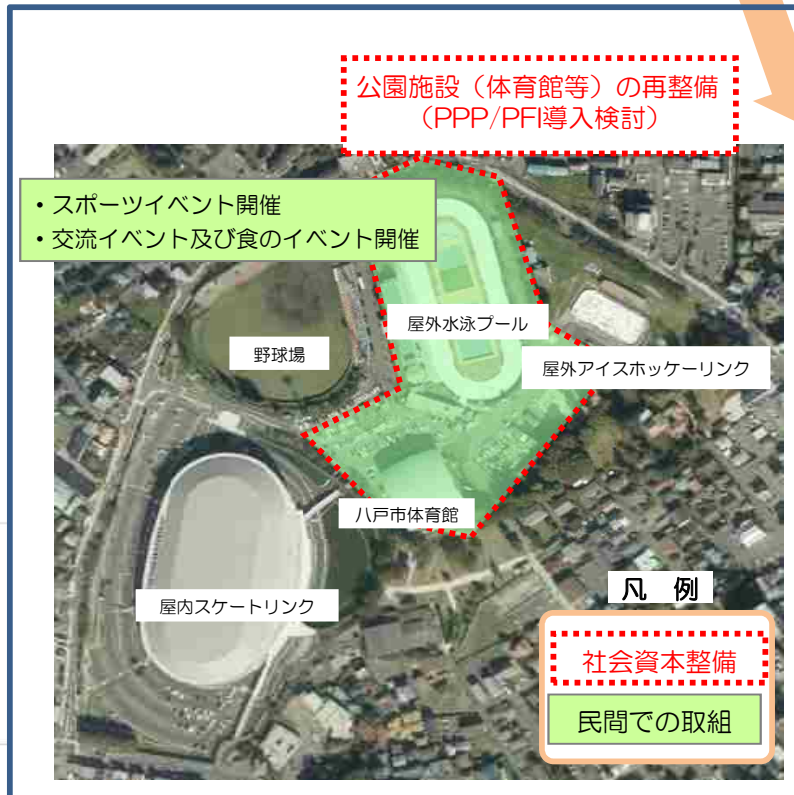 公園施設（体育館等）の再整備
（PPP/PFI導入検討）
・スポーツイベント開催
・交流イベント及び食のイベント開催
屋外水泳プール
野球場
屋外アイスホッケーリンク
八戸市体育館
屋内スケートリンク
凡　例
社会資本整備
民間での取組